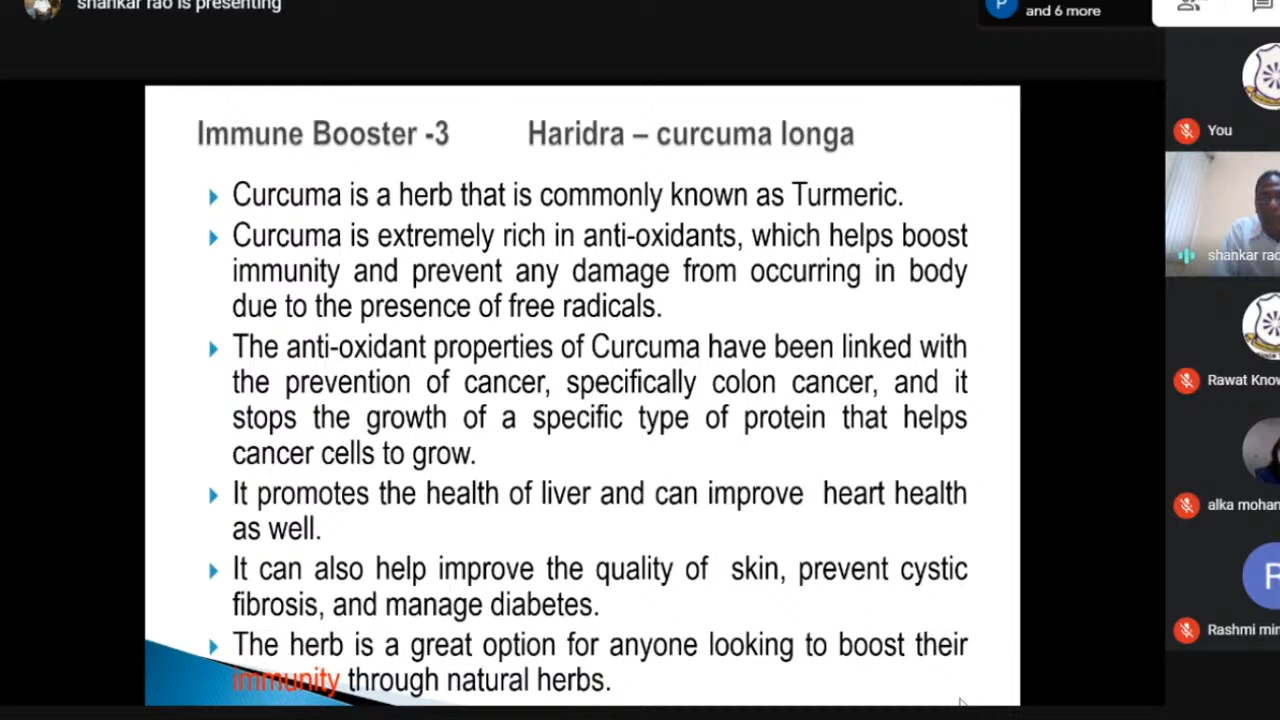 shankar rao is presenting
P
and 6 more
Immune Booster -3 Haridra – curcuma longa
Curcuma is a herb that is commonly known as Turmeric.
Curcuma is extremely rich in anti-oxidants, which helps boost
immunity and prevent any damage from occurring in body
due to the presence of free radicals.
The anti-oxidant properties of Curcuma have been linked with
the prevention of cancer, specifically colon cancer, and it
stops the growth of a specific type of protein that helps
cancer cells to grow.
It promotes the health of liver and can improve heart health
as well.
It can also help improve the quality of skin, prevent cystic
fibrosis, and manage diabetes.
The herb is a great option for anyone looking to boost their
immunity through natural herbs.
You
shankar rao
Rawat Know
alka mohan
R
Rashmi mi